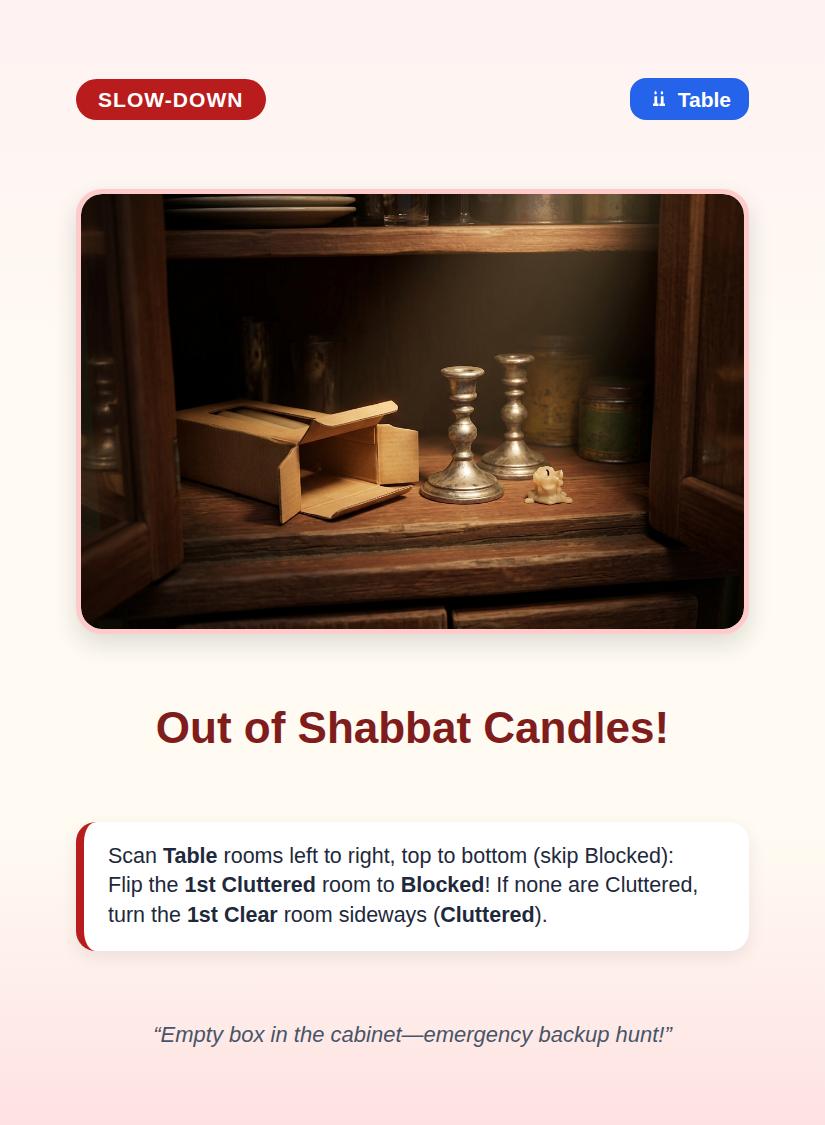 SLOW-DOWN
Table
Out of Shabbat Candles!
Scan Table rooms left to right, top to bottom (skip Blocked):
Flip the 1st Cluttered room to Blocked! If none are Cluttered,
turn the 1st Clear room sideways (Cluttered).
“Empty box in the cabinet—emergency backup hunt!”